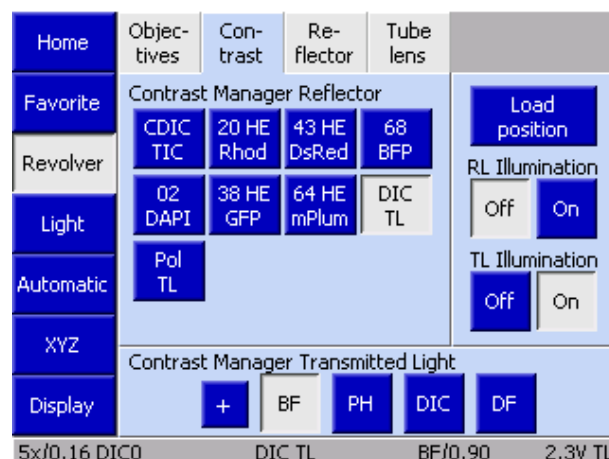 Home
Favorite
Revolver
Light
Automatic
XYZ
Display
Objec-
tives
Con-
trast
Re-
flector
Tube
lens
Contrast Manager Reflector
CDIC
TIC
20 HE
Rhod
43 HE
DsRed
68
BFP
02
DAPI
38 HE
GFP
64 HE
mPlum
DIC
TL
Pol
TL
Load
position
RL Illumination
Off
On
TL Illumination
Off
On
Contrast Manager Transmitted Light
+
BF
PH
DIC
DF
5x/0.16 DIC0
DIC TL
BF/0.90
2.3V TL